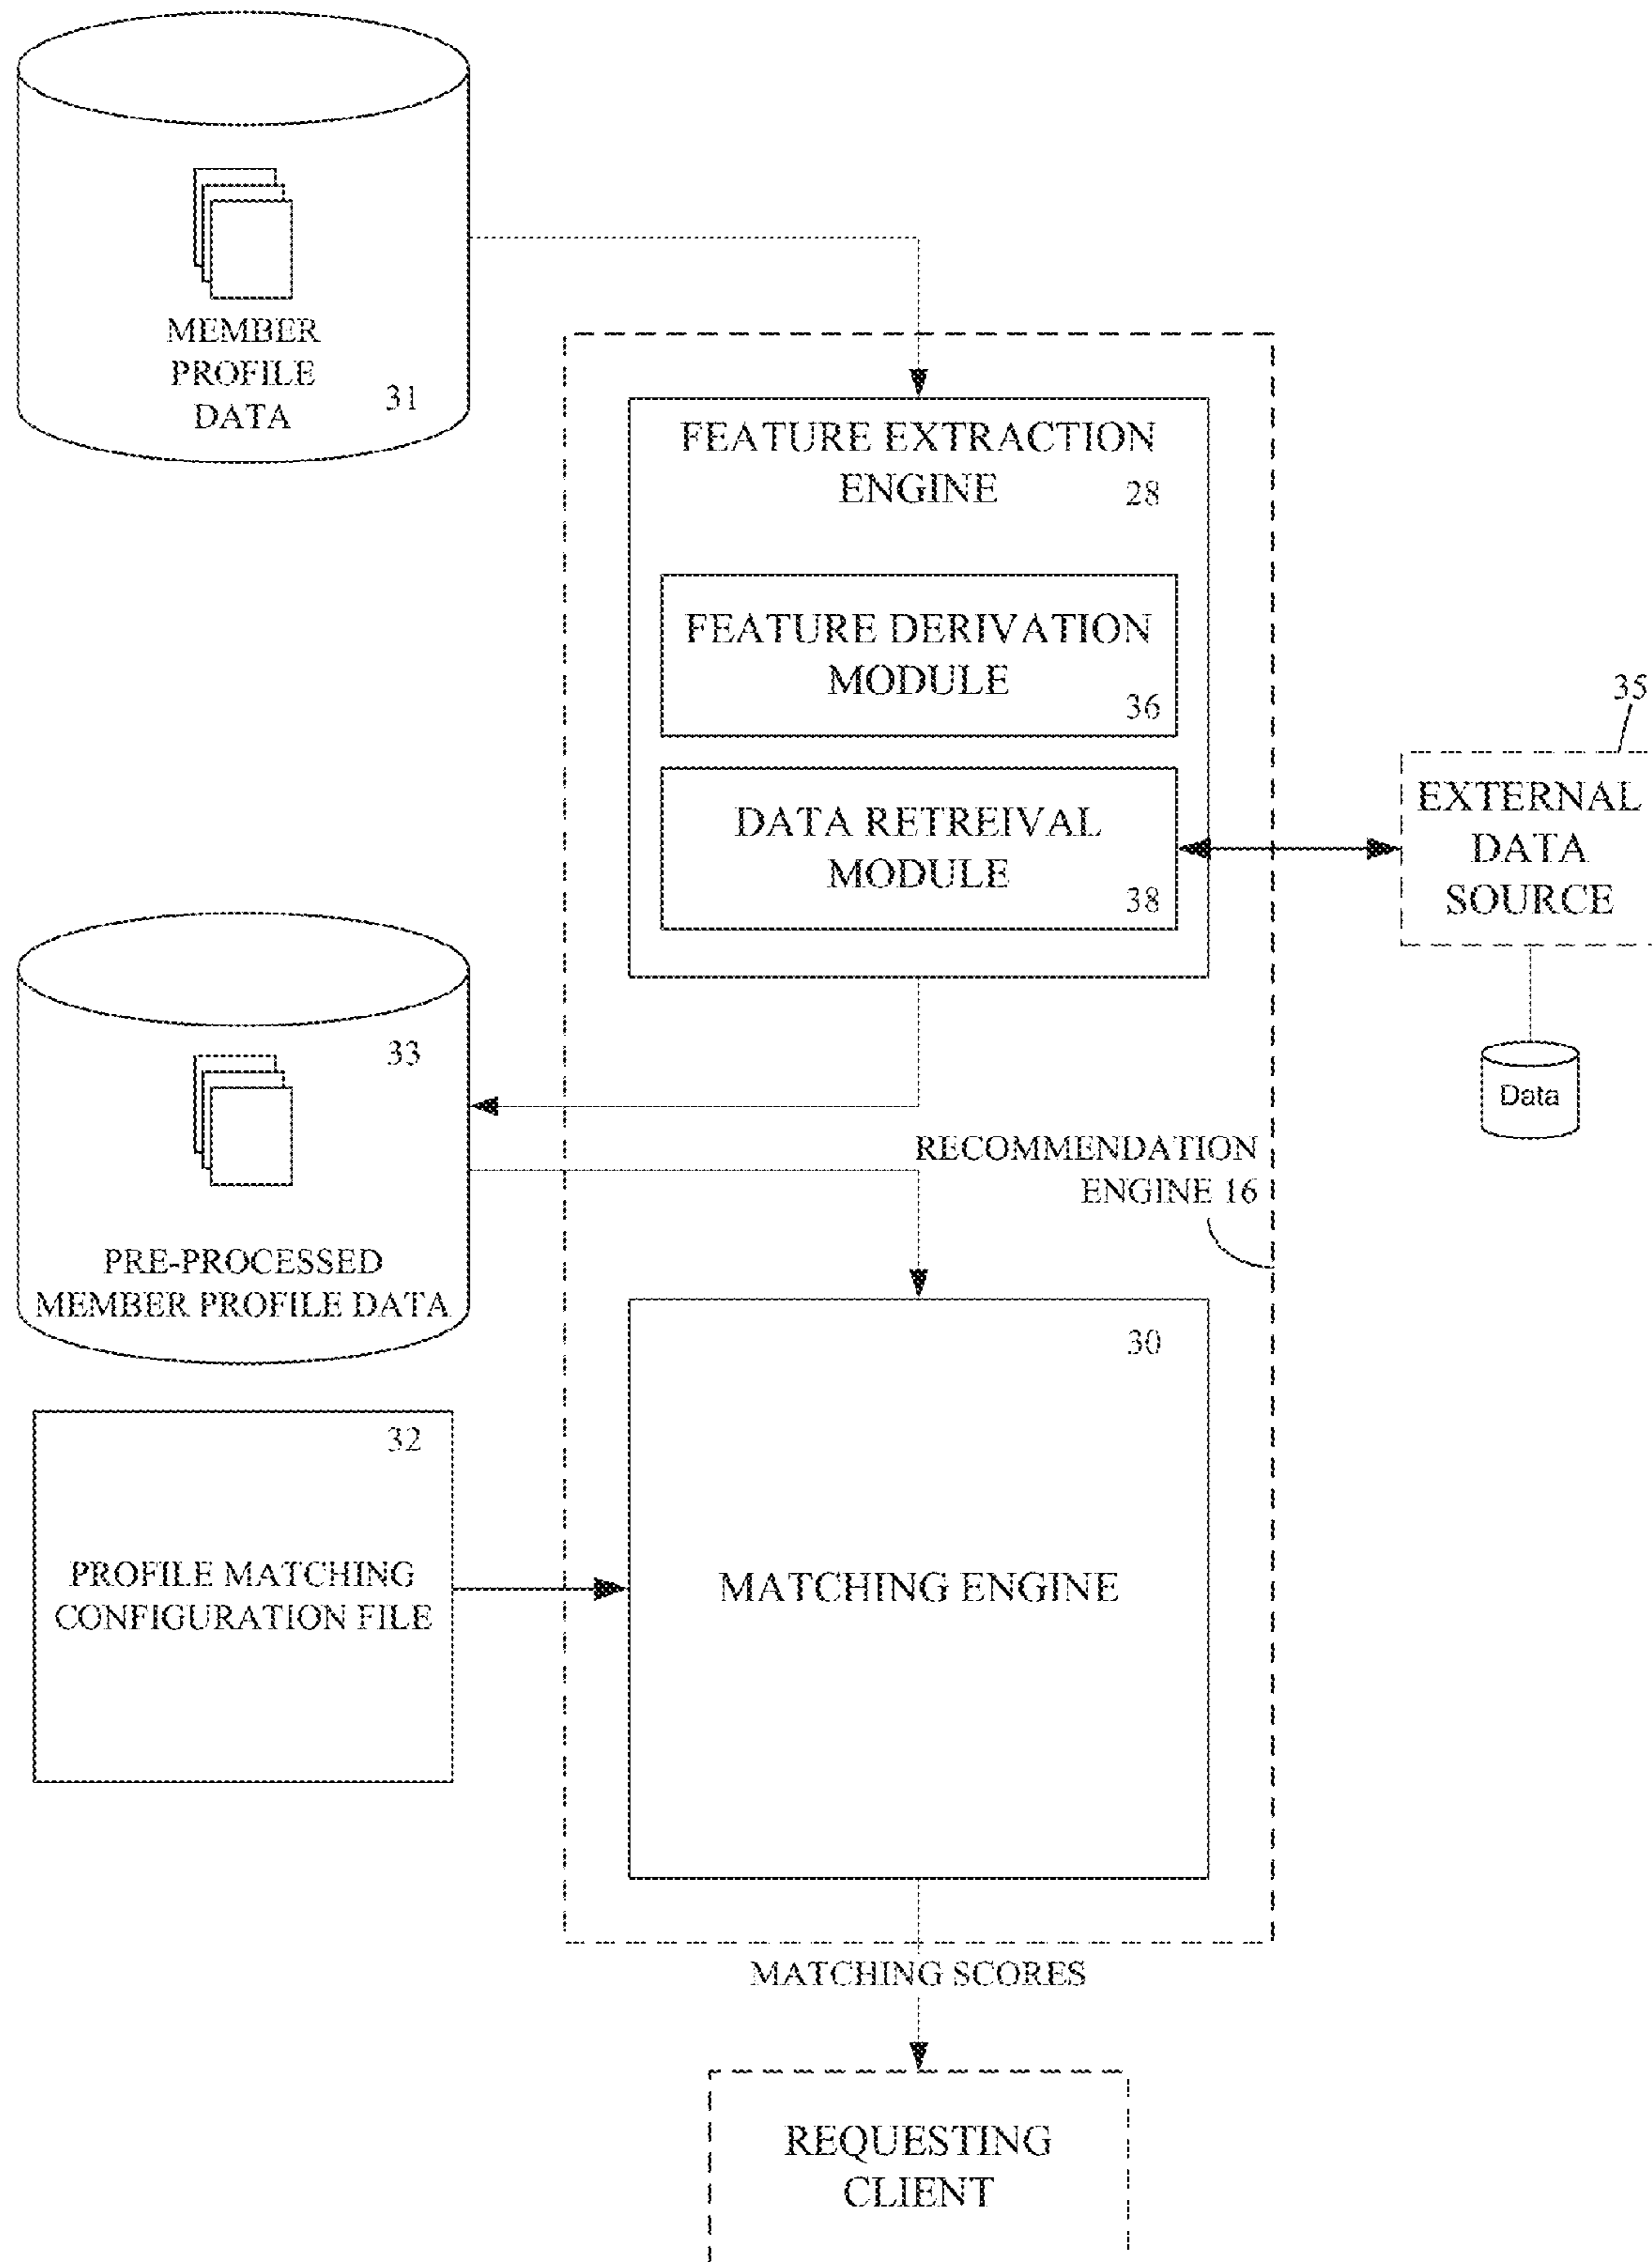 MEMBER
PROFILE
DATA
31
FEATURE EXTRACTION
ENGINE
28
FEATURE DERIVATION
MODULE
36
DATA RETREIVAL
MODULE
38
35
EXTERNAL
DATA
SOURCE
Data
33
PRE-PROCESSED
MEMBER PROFILE DATA
RECOMMENDATION
ENGINE 16
30
MATCHING ENGINE
32
PROFILE MATCHING
CONFIGURATION FILE
MATCHING SCORES
REQUESTING
CLIENT